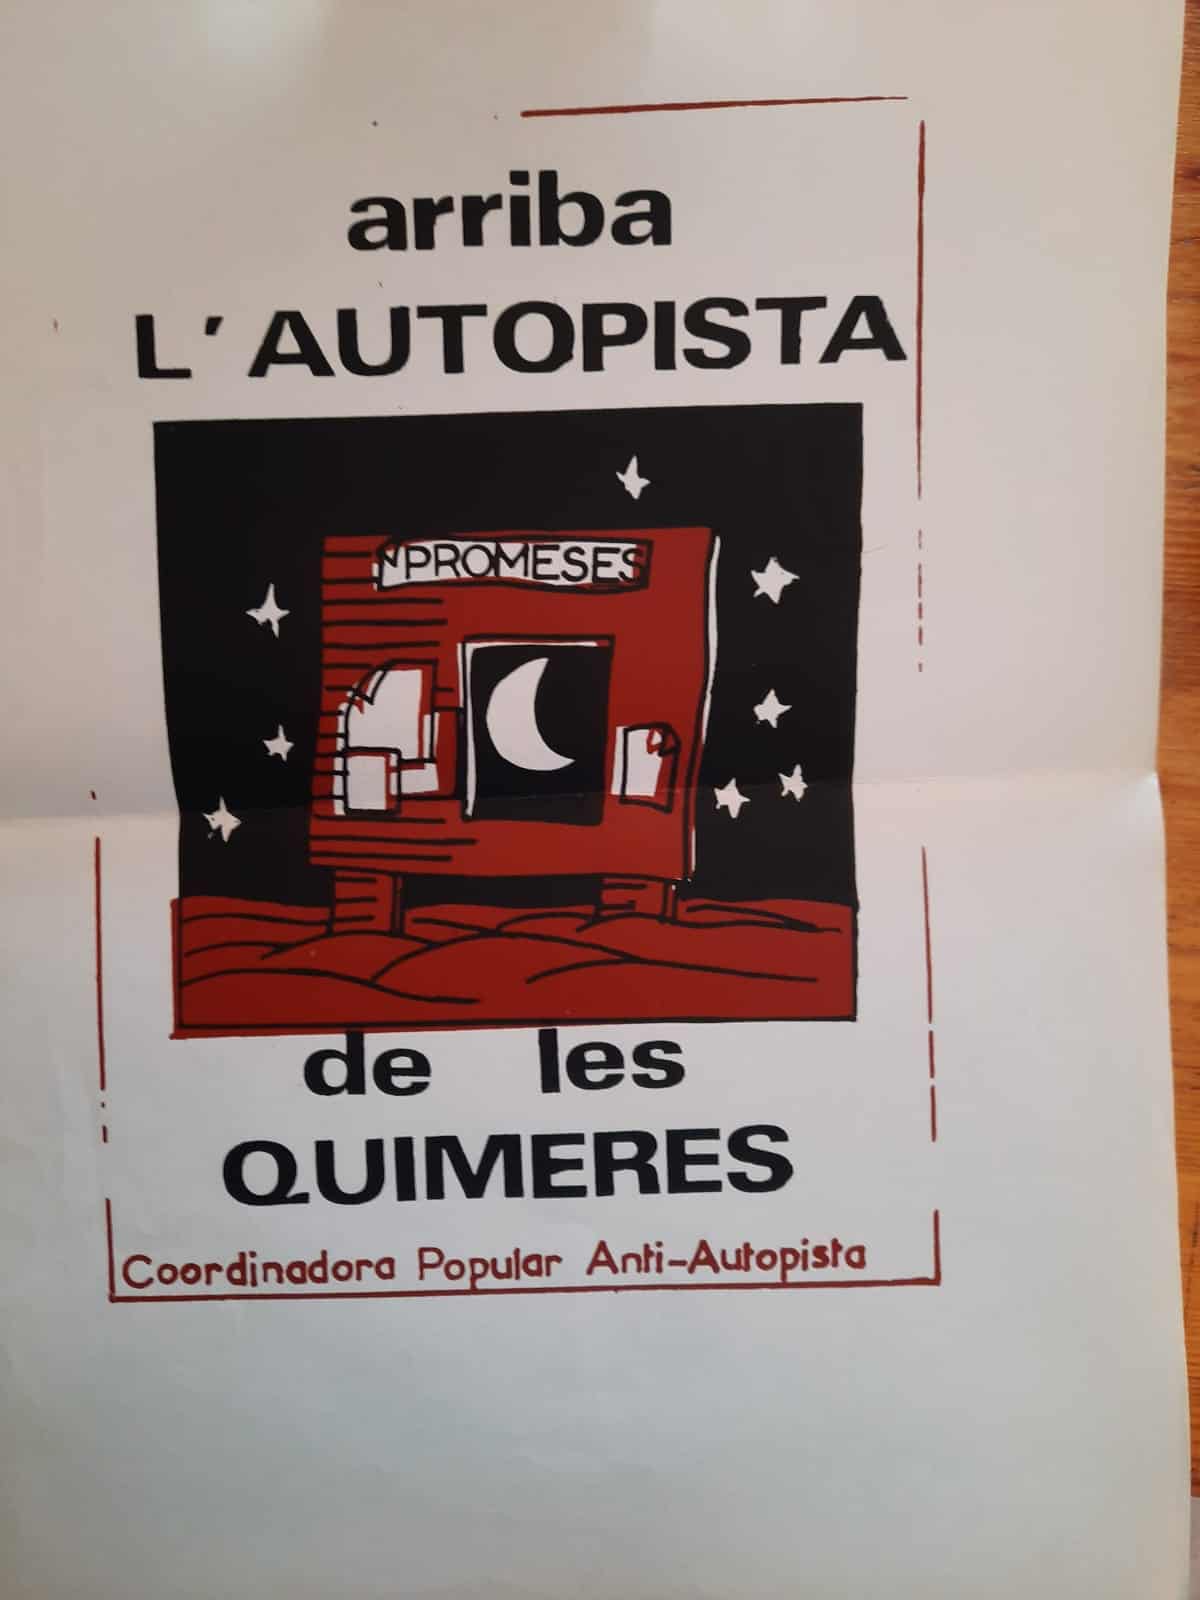 arriba
L'AUTOPISTA
PROMESES
de les
QUIMERES
Coordinadora Popular Anti-Autopista